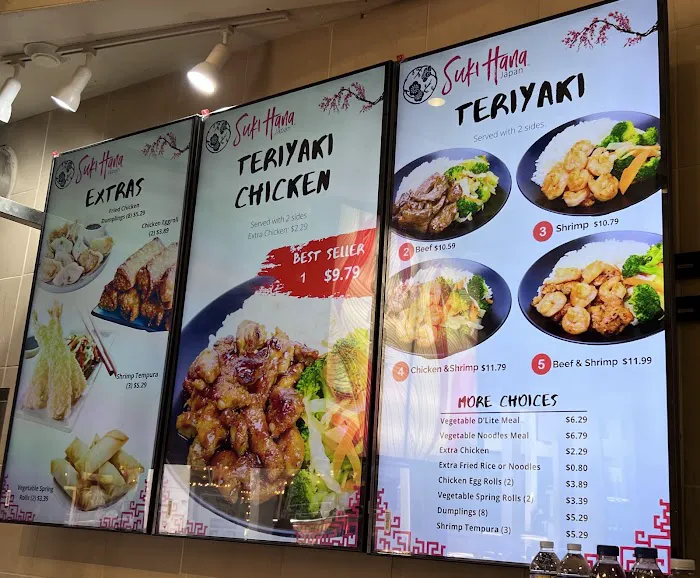 Suki Hana
Japan
EXTRAS
Fried Chicken
Dumplings (8) $5.29
Chicken Eggroll
(2) $3.89
Shrimp Tempura
(3) $5.29
Vegetable Spring
Rolls (2) $3.39
Suki Hana
Japan
TERIYAKI
CHICKEN
Served with 2 sides
Extra Chicken: $2.29
BEST SELLER
1 $9.79
Suki Hana
Japan
TERIYAKI
Served with 2 sides.
2 Beef $10.59
3 Shrimp $10.79
4 Chicken & Shrimp $11.79
5 Beef & Shrimp $11.99
MORE CHOICES
Vegetable D'Lite Meal $6.29
Vegetable Noodles Meal $6.79
Extra Chicken $2.29
Extra Fried Rice or Noodles $0.80
Chicken Egg Rolls (2) $3.89
Vegetable Spring Rolls (2) $3.39
Dumplings (8) $5.29
Shrimp Tempura (3) $5.29